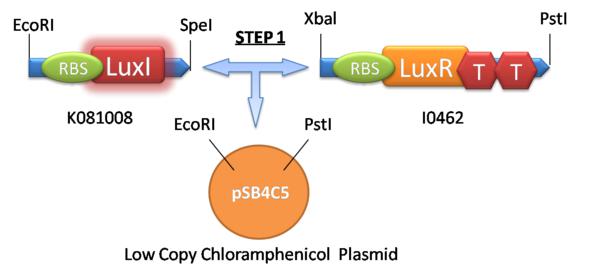 EcoRI
SpeI
STEP 1
XbaI
PstI
RBS
LuxI
RBS
LuxR
T
T
K081008
I0462
EcoRI
PstI
pSB4C5
Low Copy Chloramphenicol Plasmid